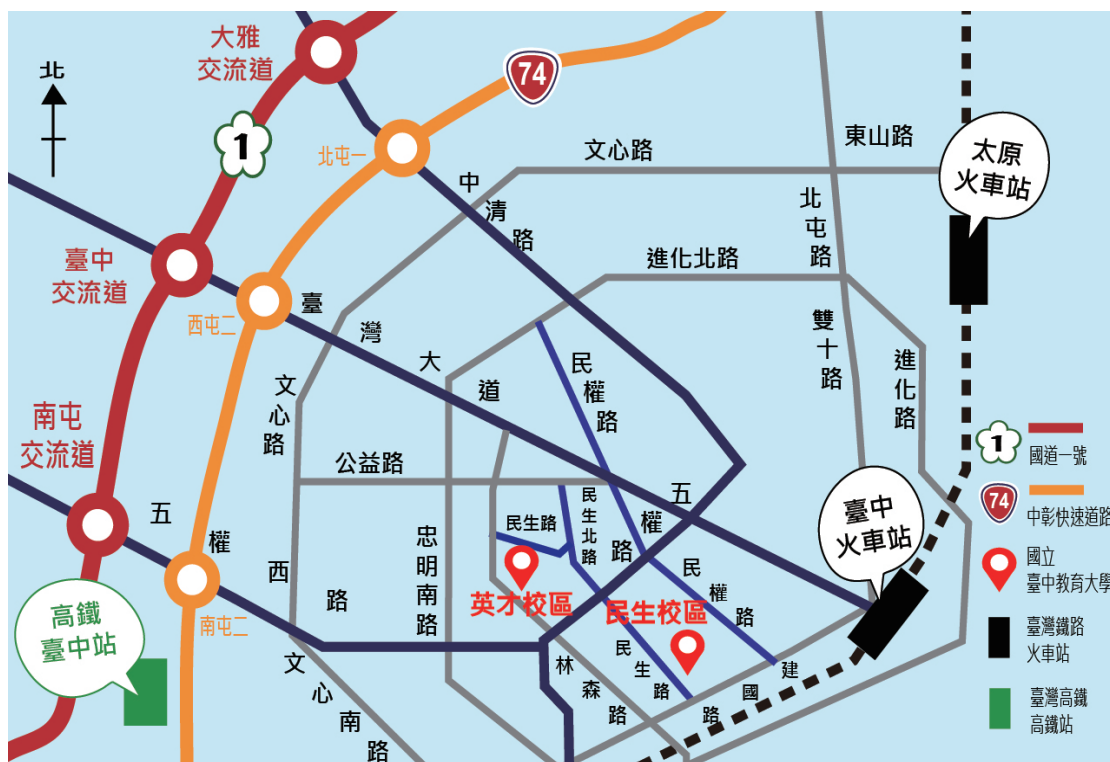 大雅
交流道
北
74
1
北屯一
文心路
東山路
太原
火車站
中清路
北屯路
進化北路
臺中
交流道
西屯二
臺灣大道
雙十路
進化路
文心路
民權路
南屯
交流道
公益路
五權西路
五權路
民生路
民生北路
忠明南路
英才校區
民生校區
民權路
臺中
火車站
高鐵
臺中站
南屯二
文心南路
林森路
民生路
建國路
1
國道一號
74
中彰快速道路
國立
臺中教育大學
臺灣鐵路
火車站
臺灣高鐵
高鐵站